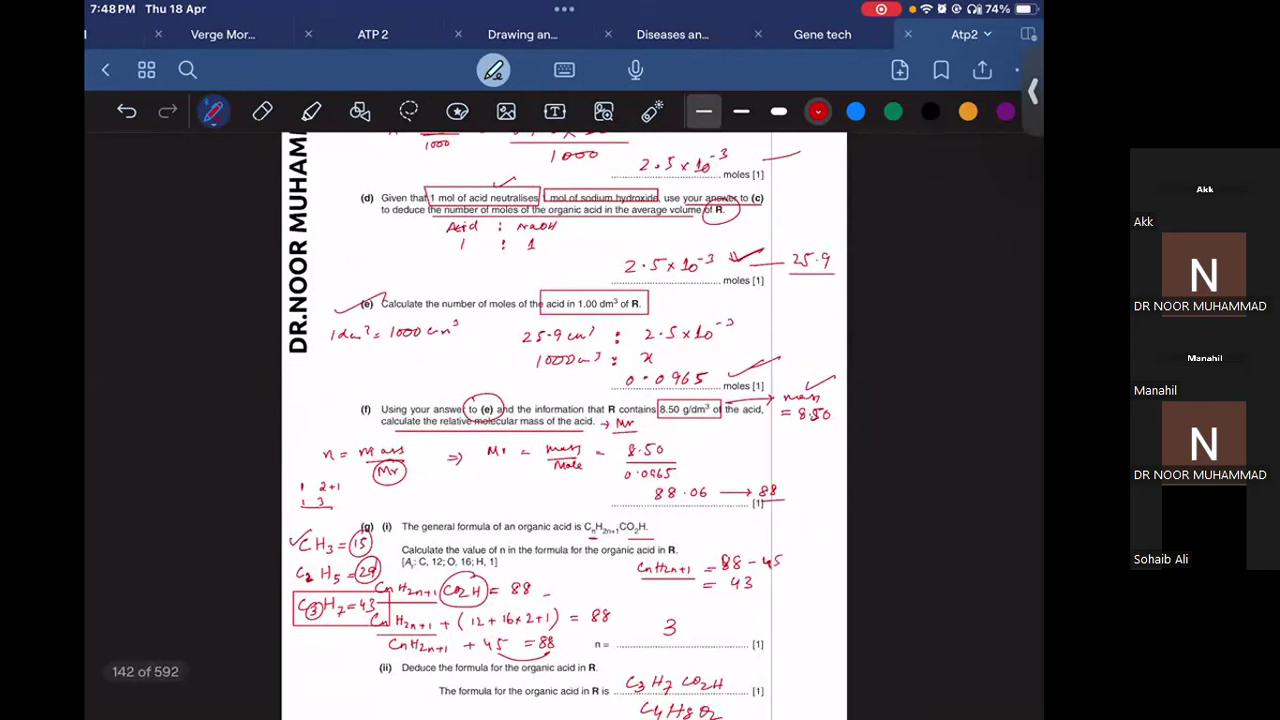 7:48 PM Thu 18 Apr
74%
Verge Mor...
ATP 2
Drawing an...
Diseases an...
Gene tech
Atp2
DR.NOOR MUHAM
1000
1000
2.5×10⁻³
moles [1]
(d) Given that 1 mol of acid neutralises 1 mol of sodium hydroxide, use your answer to (c)
to deduce the number of moles of the organic acid in the average volume of R.
Acid : NaOH
1 : 1
2.5×10⁻³ — 25.9
moles [1]
(e) Calculate the number of moles of the acid in 1.00 dm³ of R.
1dm³ = 1000cm³
25.9cm³ : 2.5×10⁻³
1000cm³ : x
0.0965
moles [1]
(f) Using your answer to (e) and the information that R contains 8.50 g/dm³ of the acid,
calculate the relative molecular mass of the acid. → Mr
mass
= 8.50
n = mass/Mr ⇒ Mr = mass/Mole = 8.50/0.0965
88.06 → 88
[1]
1 2+1
1 3
(g) (i) The general formula of an organic acid is CₙH₂ₙ₊₁CO₂H.
Calculate the value of n in the formula for the organic acid in R.
[Aᵣ: C, 12; O, 16; H, 1]
CH₃ = 15
C₂H₅ = 29
C₃H₇ = 43
CnH₂ₙ₊₁ = 88 - 45
= 43
CnH₂ₙ₊₁ CO₂H = 88
CnH₂ₙ₊₁ + (12+16×2+1) = 88
CnH₂ₙ₊₁ + 45 = 88
3
n = [1]
(ii) Deduce the formula for the organic acid in R.
The formula for the organic acid in R is C₃H₇CO₂H [1]
C₄H₈O₂
142 of 592
Akk
Akk
N
DR NOOR MUHAMMAD
Manahil
Manahil
N
DR NOOR MUHAMMAD
Sohaib Ali